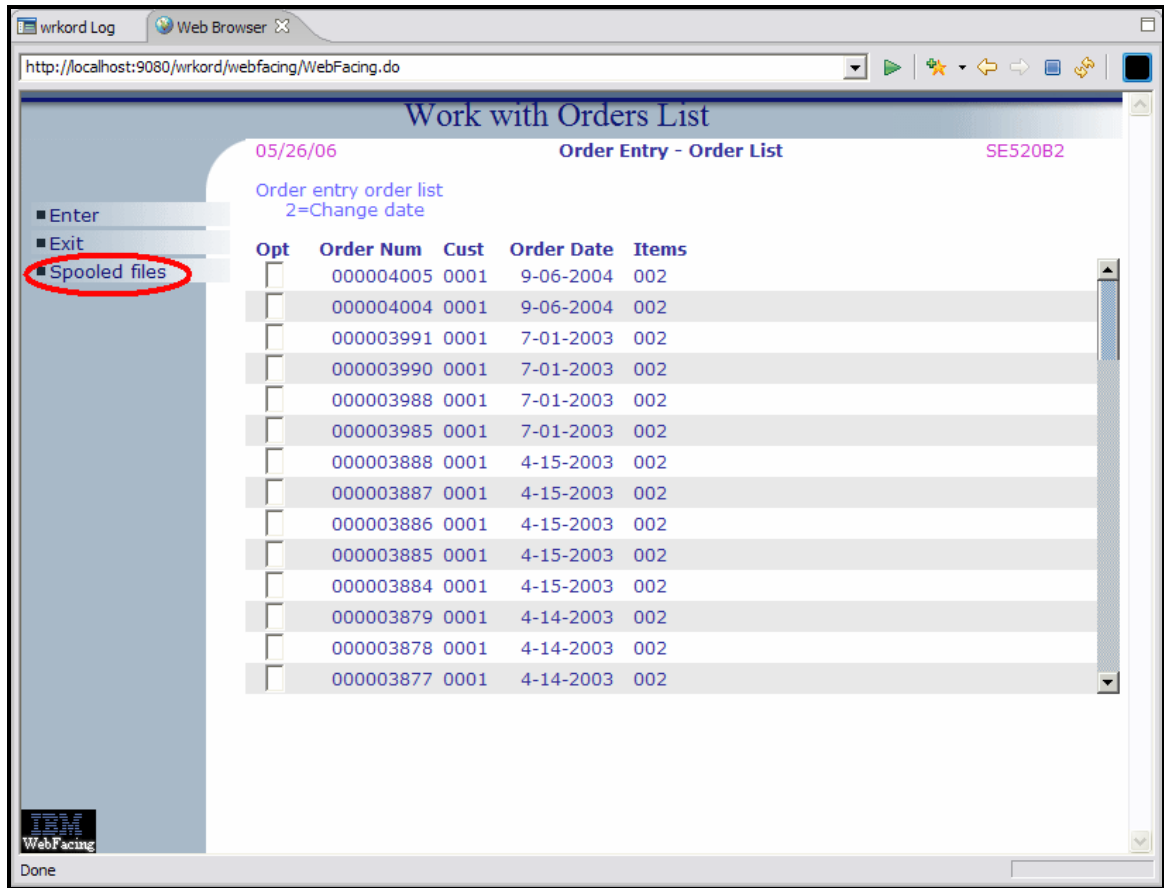 wrkord Log Web Browser
http://localhost:9080/wrkord/webfacing/WebFacing.do
Work with Orders List
05/26/06 Order Entry - Order List SE520B2
Order entry order list
2=Change date
Enter
Exit
Spooled files
Opt Order Num Cust Order Date Items
000004005 0001 9-06-2004 002
000004004 0001 9-06-2004 002
000003991 0001 7-01-2003 002
000003990 0001 7-01-2003 002
000003988 0001 7-01-2003 002
000003985 0001 7-01-2003 002
000003888 0001 4-15-2003 002
000003887 0001 4-15-2003 002
000003886 0001 4-15-2003 002
000003885 0001 4-15-2003 002
000003884 0001 4-15-2003 002
000003879 0001 4-14-2003 002
000003878 0001 4-14-2003 002
000003877 0001 4-14-2003 002
IBM
WebFacing
Done